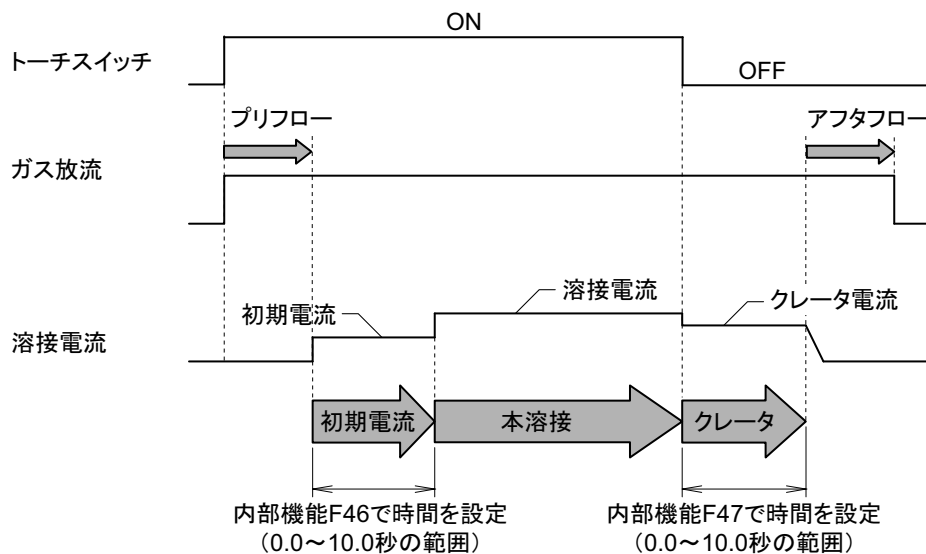 ON
トーチスイッチ
OFF
プリフロー
アフタフロー
ガス放流
溶接電流
クレータ電流
初期電流
溶接電流
初期電流
本溶接
クレータ
内部機能F46で時間を設定
（0.0～10.0秒の範囲）
内部機能F47で時間を設定
（0.0～10.0秒の範囲）